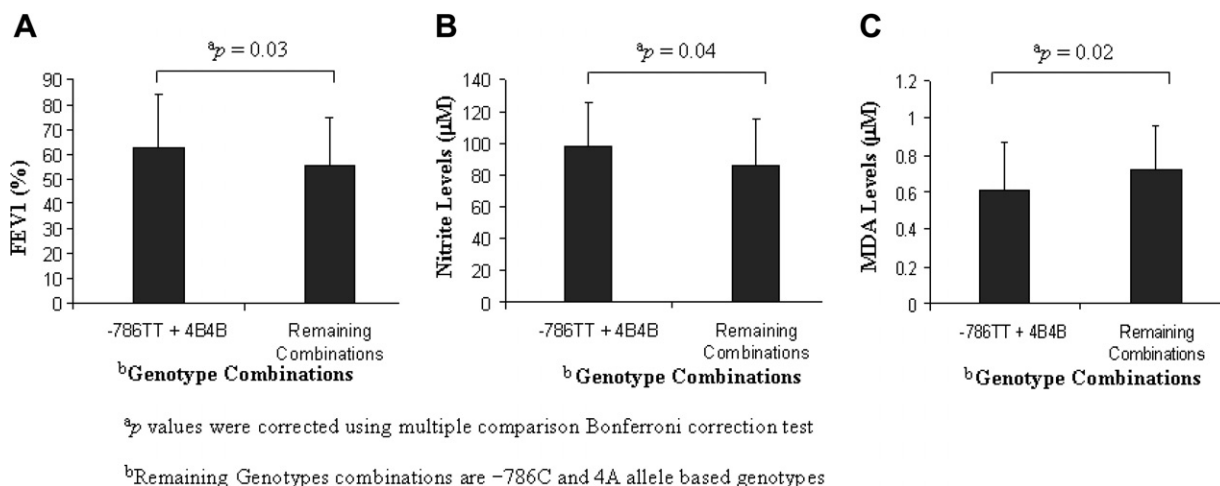 A
ᵃp = 0.03
90
80
70
60
50
40
30
20
10
0
FEV1 (%)
-786TT + 4B4B
Remaining
Combinations
ᵇGenotype Combinations
B
ᵃp = 0.04
140
120
100
80
60
40
20
0
Nitrite Levels (µM)
-786TT + 4B4B
Remaining
Combinations
ᵇGenotype Combinations
C
ᵃp = 0.02
1.2
1
0.8
0.6
0.4
0.2
0
MDA Levels (µM)
-786TT + 4B4B
Remaining
Combinations
ᵇGenotype Combinations
ᵃp values were corrected using multiple comparison Bonferroni correction test
ᵇRemaining Genotypes combinations are −786C and 4A allele based genotypes